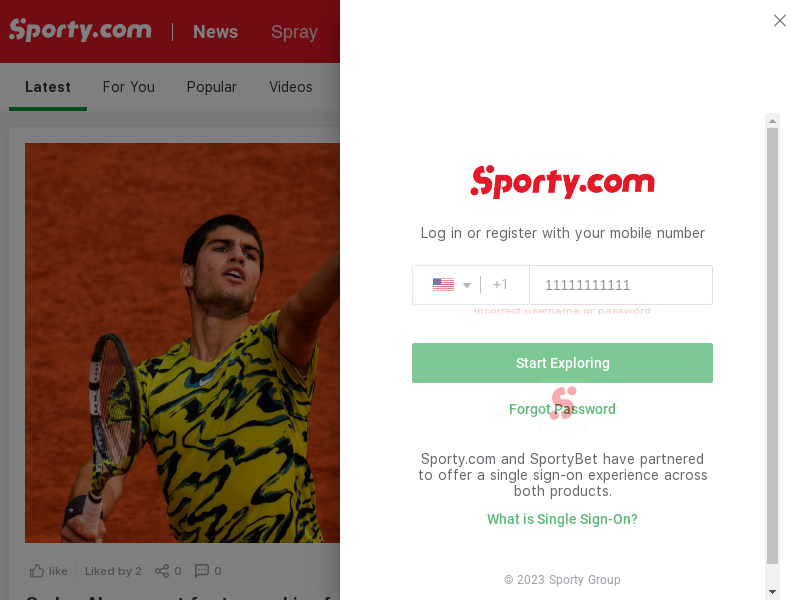 Sporty.com
News
Spray
Latest
For You
Popular
Videos
like
Liked by 2
0
0
Sporty.com
Log in or register with your mobile number
+1
11111111111
Incorrect username or password
Start Exploring
Forgot Password
Sporty.com and SportyBet have partnered
to offer a single sign-on experience across
both products.
What is Single Sign-On?
© 2023 Sporty Group